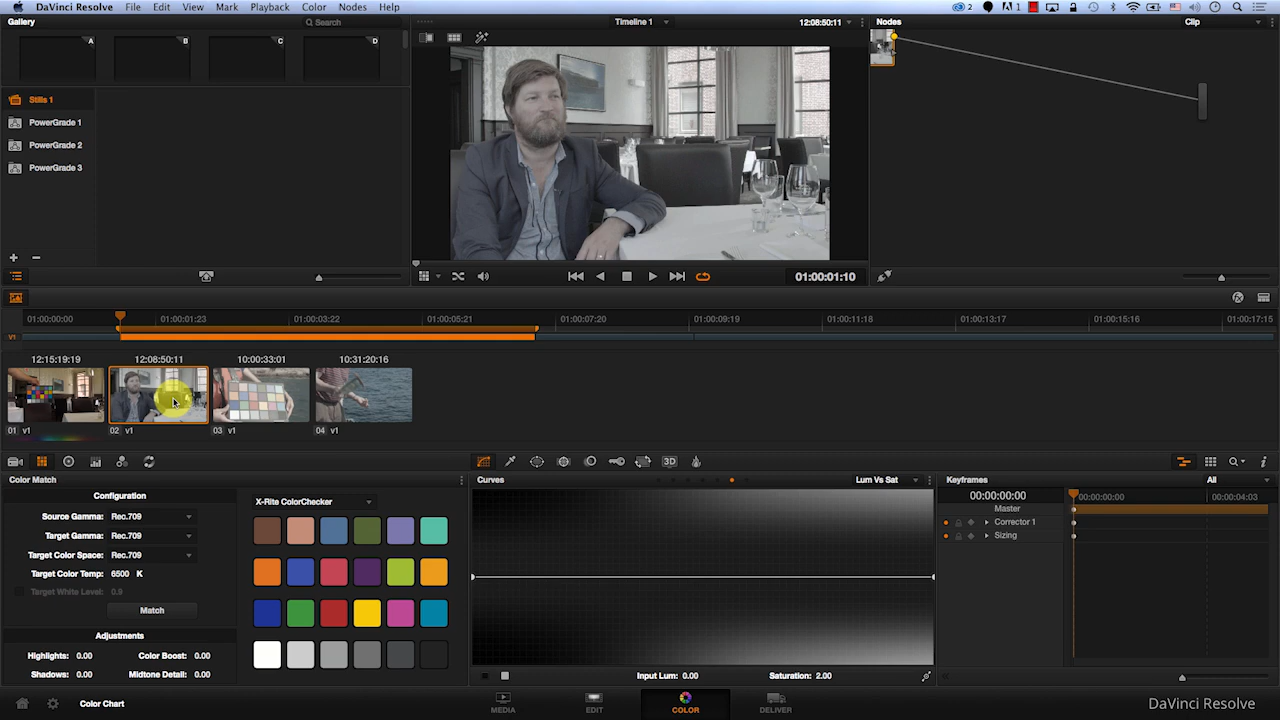 DaVinci Resolve File Edit View Mark Playback Color Nodes Help
2 1
Gallery Search Timeline 1 12:08:50:11 Nodes Clip
A B C D
Stills 1
PowerGrade 1
PowerGrade 2
PowerGrade 3
01:00:01:10
01:00:00:00 01:00:01:23 01:00:03:22 01:00:05:21 01:00:07:20 01:00:09:19 01:00:11:18 01:00:13:17 01:00:15:16 01:00:17:15
V1
12:15:19:19 12:08:50:11 10:00:33:01 10:31:20:16
01 v1 02 v1 03 v1 04 v1
3D
Color Match Curves Lum Vs Sat Keyframes All
Configuration
X-Rite ColorChecker
00:00:00:00 00:00:00:00 00:00:04:03
Master
Source Gamma: Rec.709
Corrector 1
Target Gamma: Rec.709
Sizing
Target Color Space: Rec.709
Target Color Temp: 6500 K
Target White Level: 0.9
Match
Adjustments
Highlights: 0.00 Color Boost: 0.00
Shadows: 0.00 Midtone Detail: 0.00
Input Lum: 0.00 Saturation: 2.00
Color Chart MEDIA EDIT COLOR DELIVER DaVinci Resolve